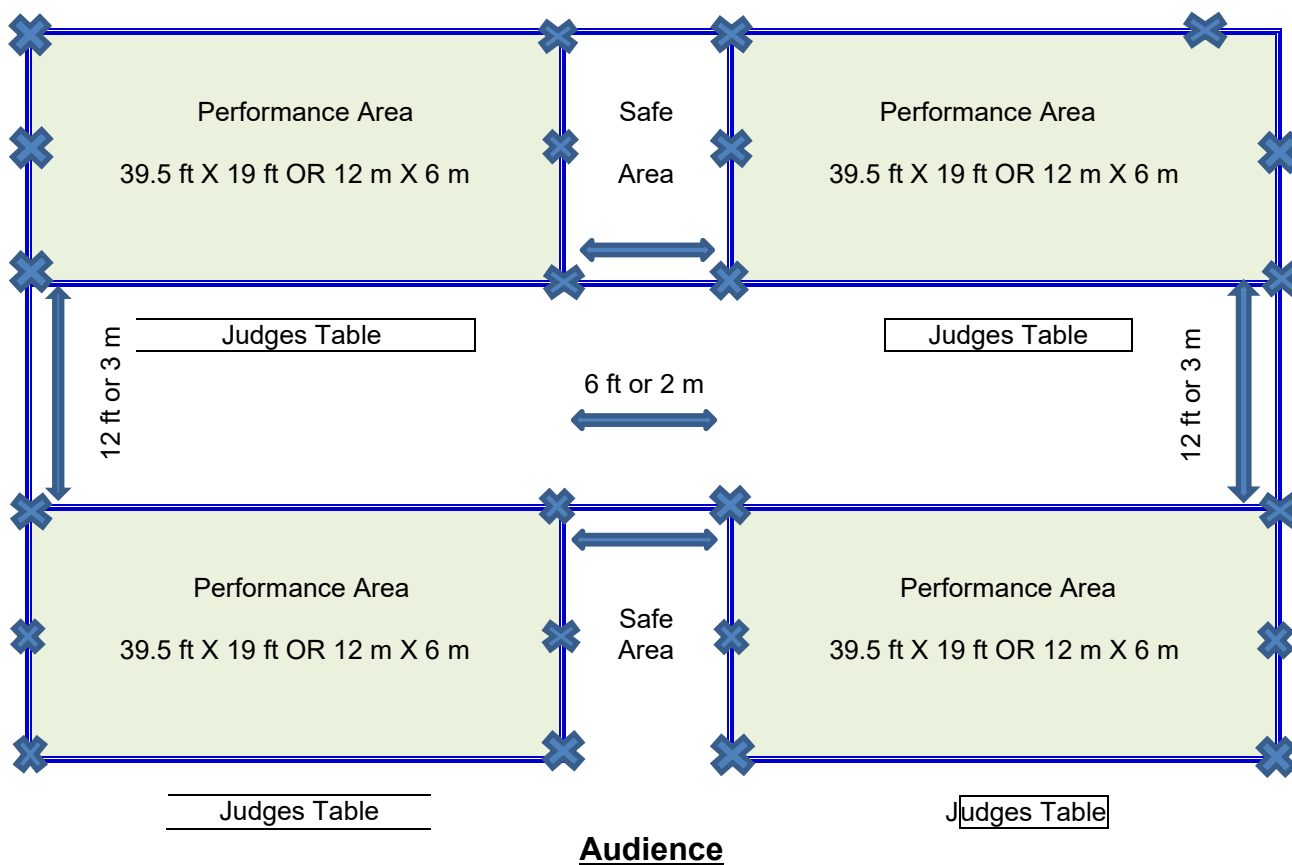 Performance Area
39.5 ft X 19 ft OR 12 m X 6 m
Safe
Area
Performance Area
39.5 ft X 19 ft OR 12 m X 6 m
12 ft or 3 m
Judges Table
6 ft or 2 m
Judges Table
12 ft or 3 m
Performance Area
39.5 ft X 19 ft OR 12 m X 6 m
Safe
Area
Performance Area
39.5 ft X 19 ft OR 12 m X 6 m
Judges Table
Judges Table
Audience